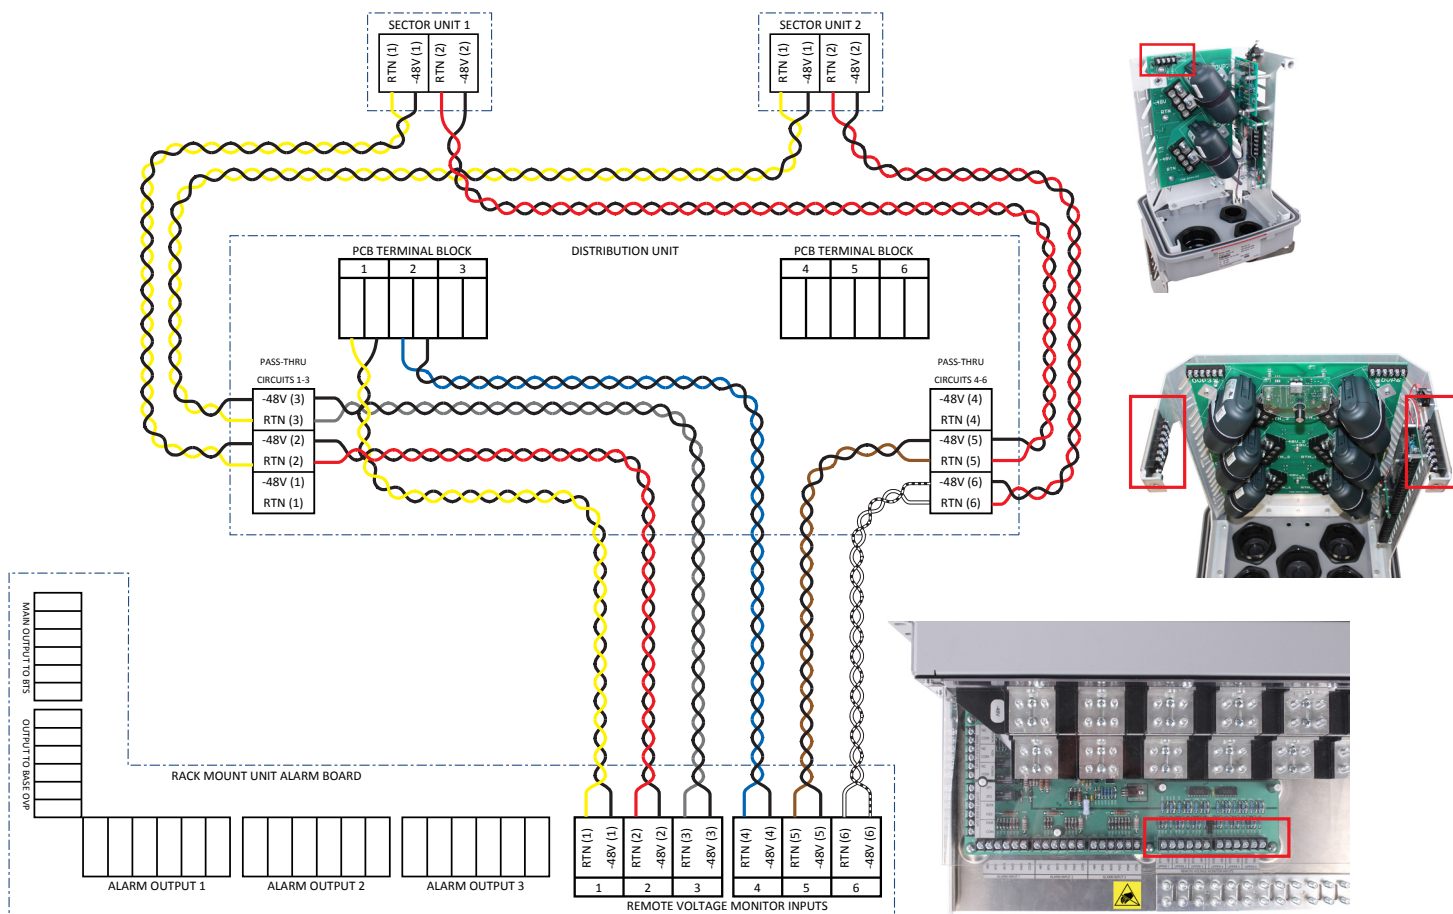 SECTOR UNIT 1
RTN (1)
-48V (1)
RTN (2)
-48V (2)
SECTOR UNIT 2
RTN (1)
-48V (1)
RTN (2)
-48V (2)
PCB TERMINAL BLOCK
1 2 3
DISTRIBUTION UNIT
PCB TERMINAL BLOCK
4 5 6
PASS-THRU
CIRCUITS 1-3
-48V (3)
RTN (3)
-48V (2)
RTN (2)
-48V (1)
RTN (1)
PASS-THRU
CIRCUITS 4-6
-48V (4)
RTN (4)
-48V (5)
RTN (5)
-48V (6)
RTN (6)
MAIN OUTPUT TO BTS
OUTPUT TO BASE OVP
RACK MOUNT UNIT ALARM BOARD
ALARM OUTPUT 1
ALARM OUTPUT 2
ALARM OUTPUT 3
RTN (1)
-48V (1)
RTN (2)
-48V (2)
RTN (3)
-48V (3)
RTN (4)
-48V (4)
RTN (5)
-48V (5)
RTN (6)
-48V (6)
1 2 3 4 5 6
REMOTE VOLTAGE MONITOR INPUTS
-48V